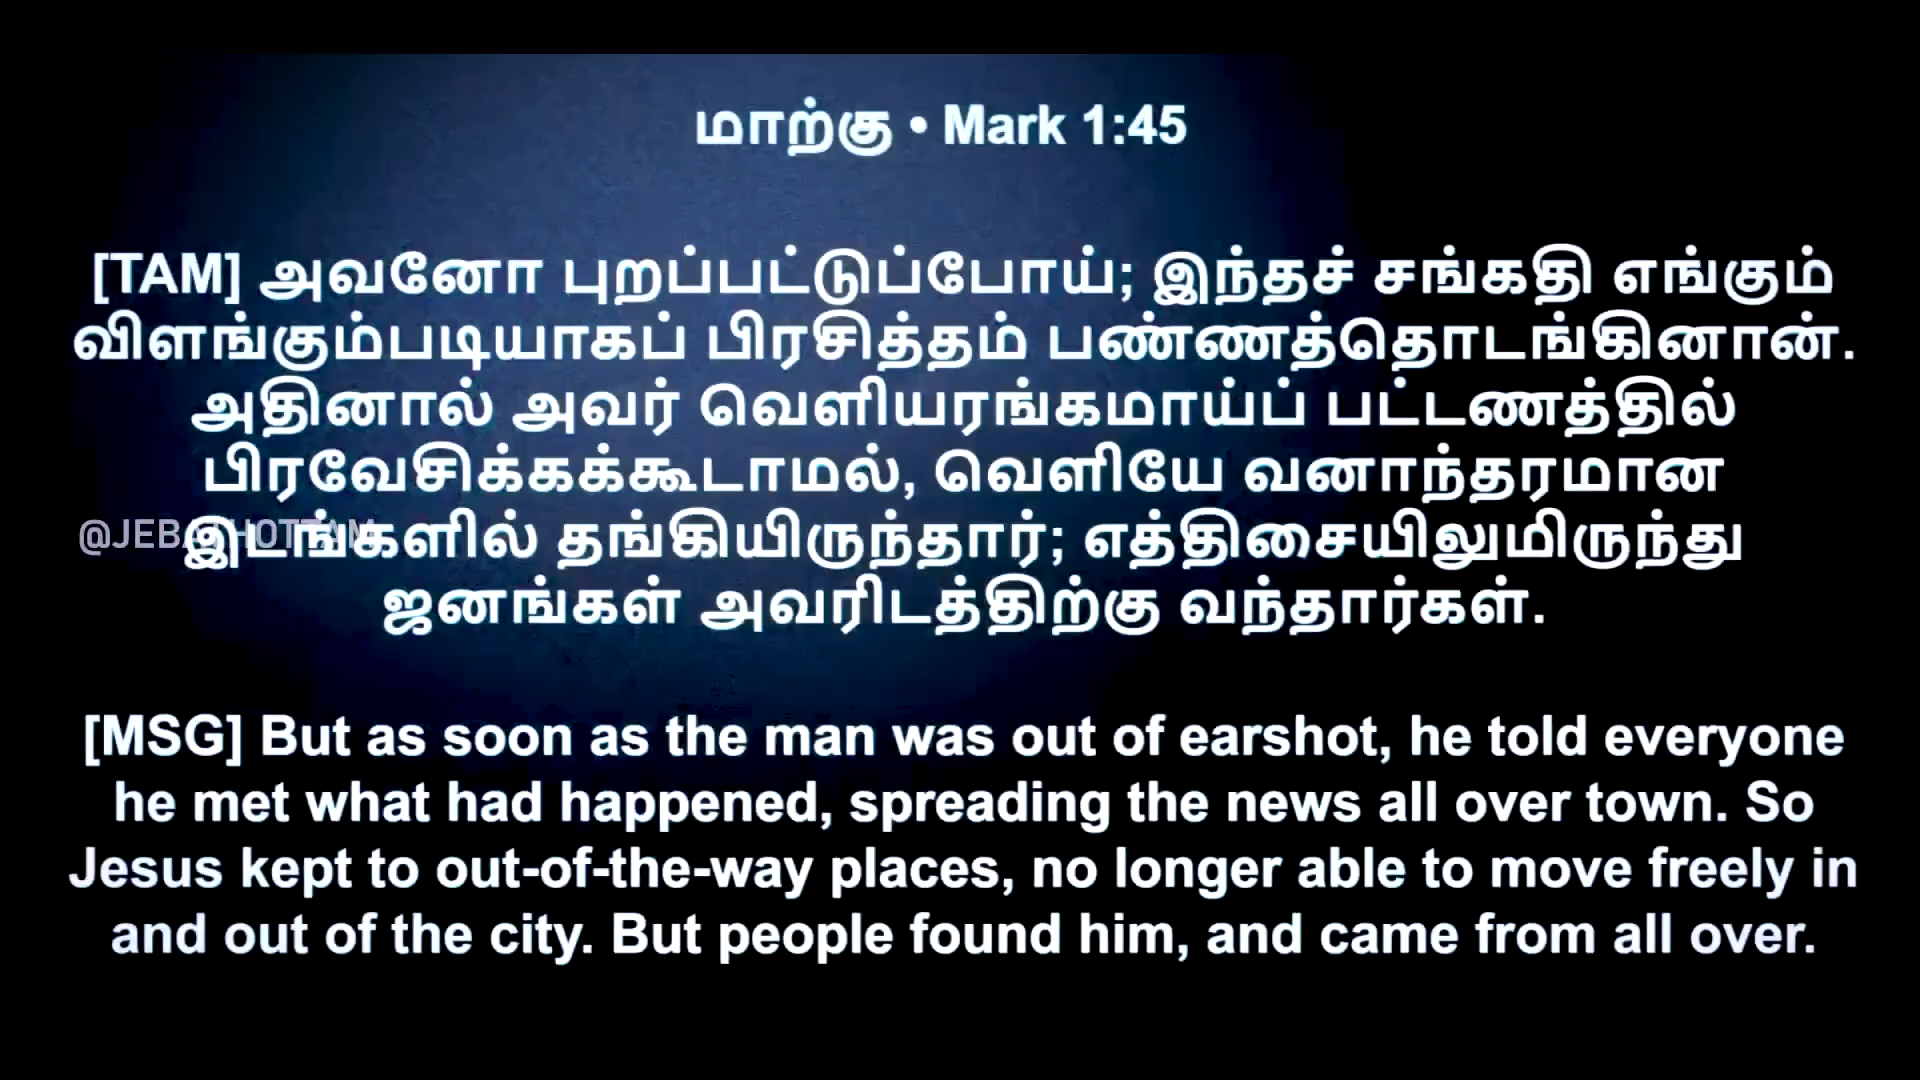 மாற்கு • Mark 1:45
[TAM] அவனோ புறப்பட்டுப்போய்; இந்தச் சங்கதி எங்கும்
விளங்கும்படியாகப் பிரசித்தம் பண்ணத்தொடங்கினான்.
அதினால் அவர் வெளியரங்கமாய்ப் பட்டணத்தில்
பிரவேசிக்கக்கூடாமல், வெளியே வனாந்தரமான
இடங்களில் தங்கியிருந்தார்; எத்திசையிலுமிருந்து
ஜனங்கள் அவரிடத்திற்கு வந்தார்கள்.
[MSG] But as soon as the man was out of earshot, he told everyone
he met what had happened, spreading the news all over town. So
Jesus kept to out-of-the-way places, no longer able to move freely in
and out of the city. But people found him, and came from all over.